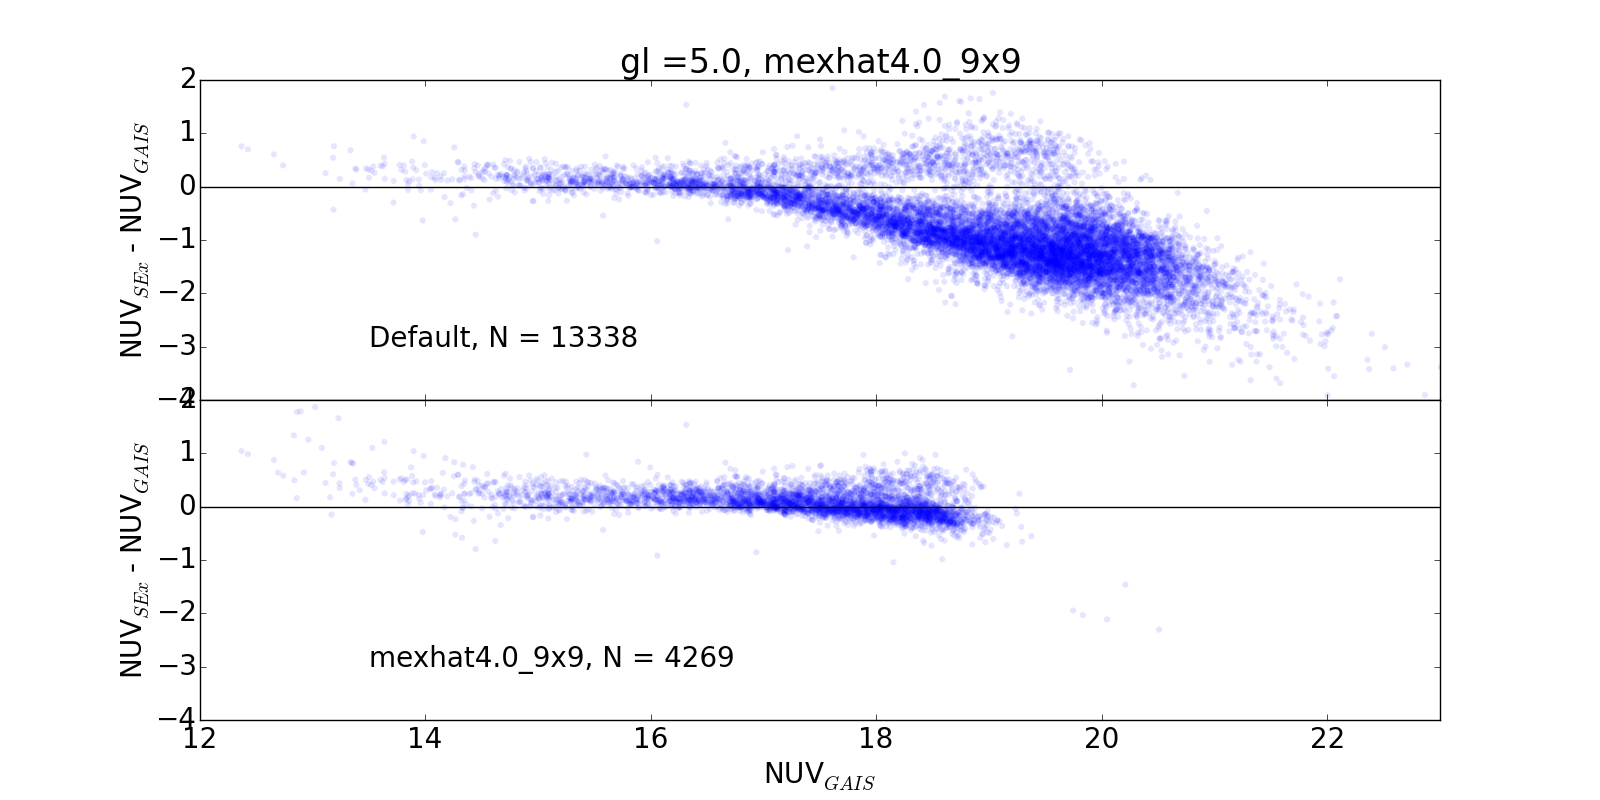 gl =5.0, mexhat4.0_9x9
2
1
0
−1
−2
−3
−4
NUV_SEx - NUV_GAIS
Default, N = 13338
2
1
0
−1
−2
−3
−4
NUV_SEx - NUV_GAIS
mexhat4.0_9x9, N = 4269
12 14 16 18 20 22
NUV_GAIS